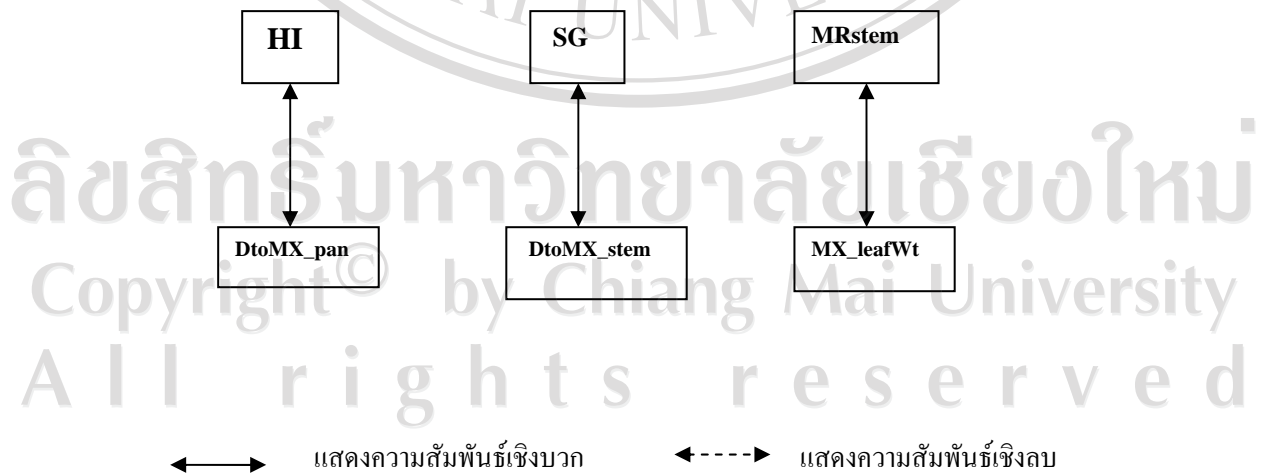 AI UNIVE
HI SG MRstem
ลิขสิทธิ์มหาวิทยาลัยเชียงใหม่
DtoMX_pan DtoMX_stem MX_leafWt
Copyright© by Chiang Mai University
All rights reserved
แสดงความสัมพันธ์เชิงบวก แสดงความสัมพันธ์เชิงลบ